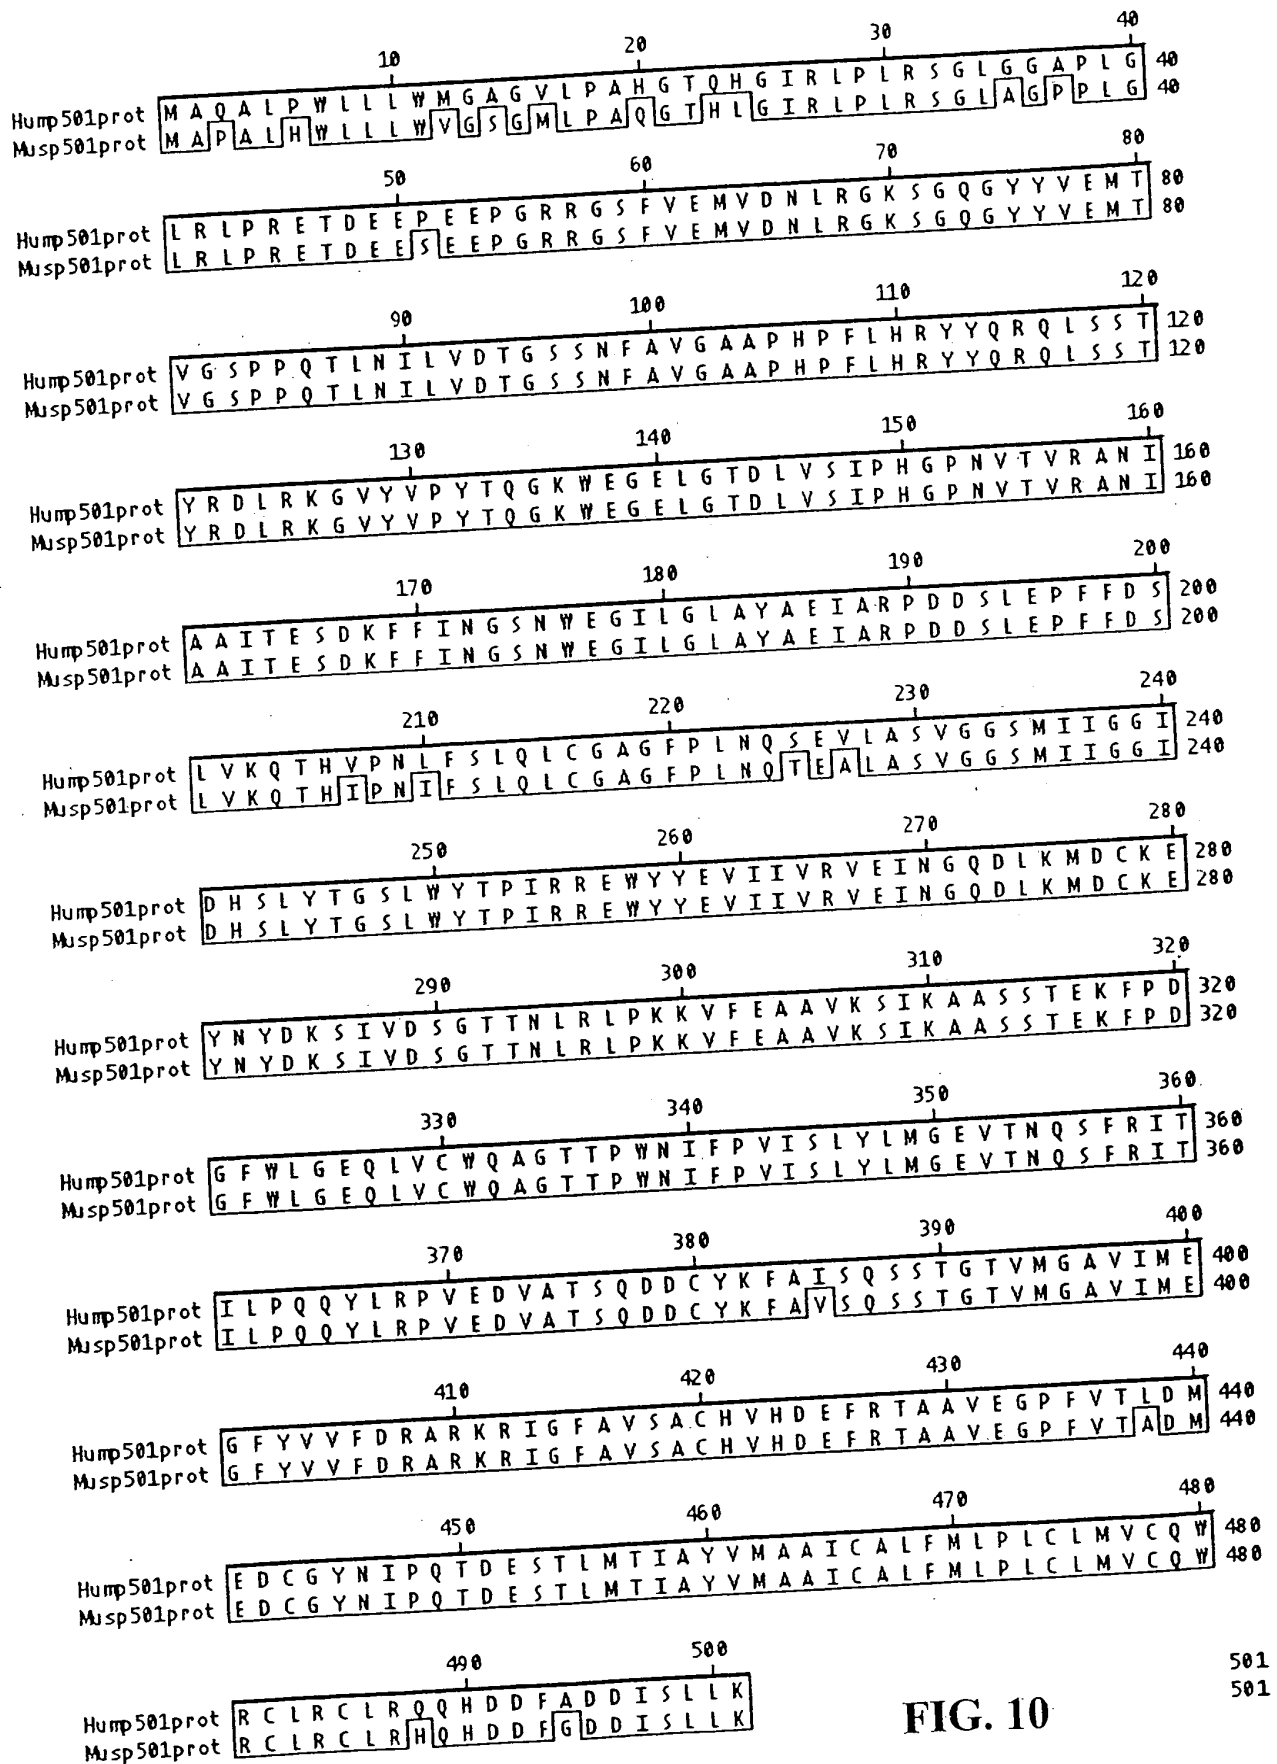 10 20 30 40
Hump501prot M A Q A L P W L L L W M G A G V L P A H G T Q H G I R L P L R S G L G G A P L G 40
Musp501prot M A P A L H W L L L W V G S G M L P A Q G T H L G I R L P L R S G L A G P P L G 40
50 60 70 80
Hump501prot L R L P R E T D E E P E E P G R R G S F V E M V D N L R G K S G Q G Y Y V E M T 80
Musp501prot L R L P R E T D E E S E E P G R R G S F V E M V D N L R G K S G Q G Y Y V E M T 80
90 100 110 120
Hump501prot V G S P P Q T L N I L V D T G S S N F A V G A A P H P F L H R Y Y Q R Q L S S T 120
Musp501prot V G S P P Q T L N I L V D T G S S N F A V G A A P H P F L H R Y Y Q R Q L S S T 120
130 140 150 160
Hump501prot Y R D L R K G V Y V P Y T Q G K W E G E L G T D L V S I P H G P N V T V R A N I 160
Musp501prot Y R D L R K G V Y V P Y T Q G K W E G E L G T D L V S I P H G P N V T V R A N I 160
170 180 190 200
Hump501prot A A I T E S D K F F I N G S N W E G I L G L A Y A E I A R P D D S L E P F F D S 200
Musp501prot A A I T E S D K F F I N G S N W E G I L G L A Y A E I A R P D D S L E P F F D S 200
210 220 230 240
Hump501prot L V K Q T H V P N L F S L Q L C G A G F P L N Q S E V L A S V G G S M I I G G I 240
Musp501prot L V K Q T H I P N I F S L Q L C G A G F P L N Q T E A L A S V G G S M I I G G I 240
250 260 270 280
Hump501prot D H S L Y T G S L W Y T P I R R E W Y Y E V I I V R V E I N G Q D L K M D C K E 280
Musp501prot D H S L Y T G S L W Y T P I R R E W Y Y E V I I V R V E I N G Q D L K M D C K E 280
290 300 310 320
Hump501prot Y N Y D K S I V D S G T T N L R L P K K V F E A A V K S I K A A S S T E K F P D 320
Musp501prot Y N Y D K S I V D S G T T N L R L P K K V F E A A V K S I K A A S S T E K F P D 320
330 340 350 360
Hump501prot G F W L G E Q L V C W Q A G T T P W N I F P V I S L Y L M G E V T N Q S F R I T 360
Musp501prot G F W L G E Q L V C W Q A G T T P W N I F P V I S L Y L M G E V T N Q S F R I T 360
370 380 390 400
Hump501prot I L P Q Q Y L R P V E D V A T S Q D D C Y K F A I S Q S S T G T V M G A V I M E 400
Musp501prot I L P Q Q Y L R P V E D V A T S Q D D C Y K F A V S Q S S T G T V M G A V I M E 400
410 420 430 440
Hump501prot G F Y V V F D R A R K R I G F A V S A C H V H D E F R T A A V E G P F V T L D M 440
Musp501prot G F Y V V F D R A R K R I G F A V S A C H V H D E F R T A A V E G P F V T A D M 440
450 460 470 480
Hump501prot E D C G Y N I P Q T D E S T L M T I A Y V M A A I C A L F M L P L C L M V C Q W 480
Musp501prot E D C G Y N I P Q T D E S T L M T I A Y V M A A I C A L F M L P L C L M V C Q W 480
490 500
Hump501prot R C L R C L R Q Q H D D F A D D I S L L K 501
Musp501prot R C L R C L R H Q H D D F G D D I S L L K 501
FIG. 10